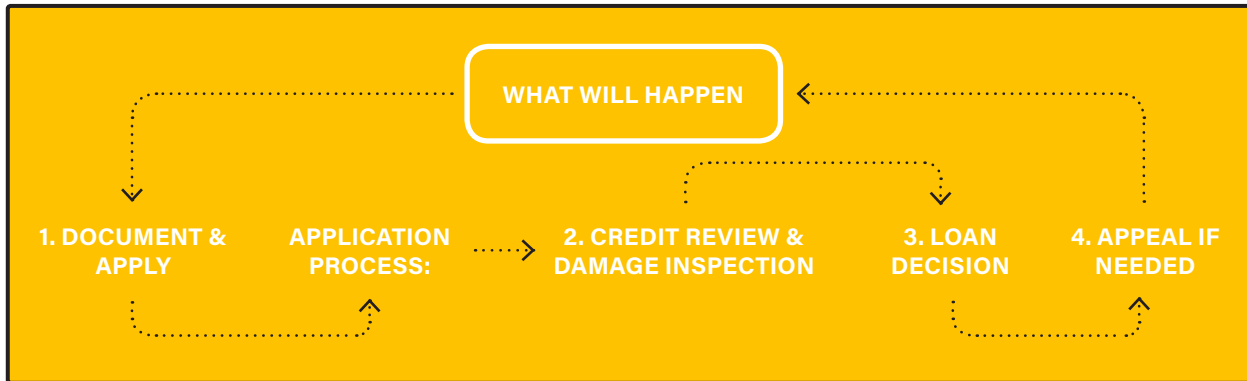 WHAT WILL HAPPEN
1. DOCUMENT &
APPLY
APPLICATION
PROCESS:
2. CREDIT REVIEW &
DAMAGE INSPECTION
3. LOAN
DECISION
4. APPEAL IF
NEEDED